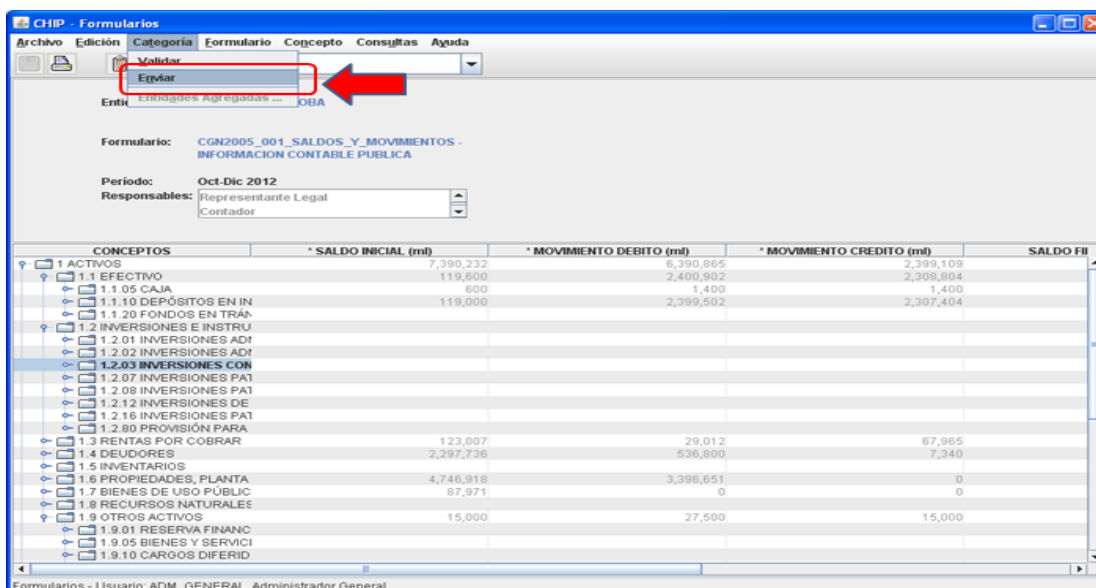 CHIP - Formularios
Archivo Edición Categoría Formulario Concepto Consultas Ayuda
Validar
Enviar
Entidades Agregadas ...
OBA
Formulario: CGN2005_001_SALDOS_Y_MOVIMIENTOS -
INFORMACION CONTABLE PUBLICA
Período: Oct-Dic 2012
Responsables: Representante Legal
Contador
CONCEPTOS * SALDO INICIAL (ml) * MOVIMIENTO DEBITO (ml) * MOVIMIENTO CREDITO (ml) SALDO FII
1 ACTIVOS 7,390,232 6,390,865 2,399,109
1.1 EFECTIVO 119,600 2,400,902 2,308,804
1.1.05 CAJA 600 1,400 1,400
1.1.10 DEPÓSITOS EN IN 119,000 2,399,502 2,307,404
1.1.20 FONDOS EN TRÁN
1.2 INVERSIONES E INSTRU
1.2.01 INVERSIONES ADM
1.2.02 INVERSIONES ADM
1.2.03 INVERSIONES CON
1.2.07 INVERSIONES PAT
1.2.08 INVERSIONES PAT
1.2.12 INVERSIONES DE
1.2.16 INVERSIONES PAT
1.2.80 PROVISIÓN PARA
1.3 RENTAS POR COBRAR 123,007 29,012 67,965
1.4 DEUDORES 2,297,736 536,800 7,340
1.5 INVENTARIOS
1.6 PROPIEDADES, PLANTA 4,746,918 3,396,651 0
1.7 BIENES DE USO PÚBLIC 87,971 0 0
1.8 RECURSOS NATURALES
1.9 OTROS ACTIVOS 15,000 27,500 15,000
1.9.01 RESERVA FINANC
1.9.05 BIENES Y SERVICI
1.9.10 CARGOS DIFERID
Formularios - Usuario: ADM_GENERAL, Administrador General